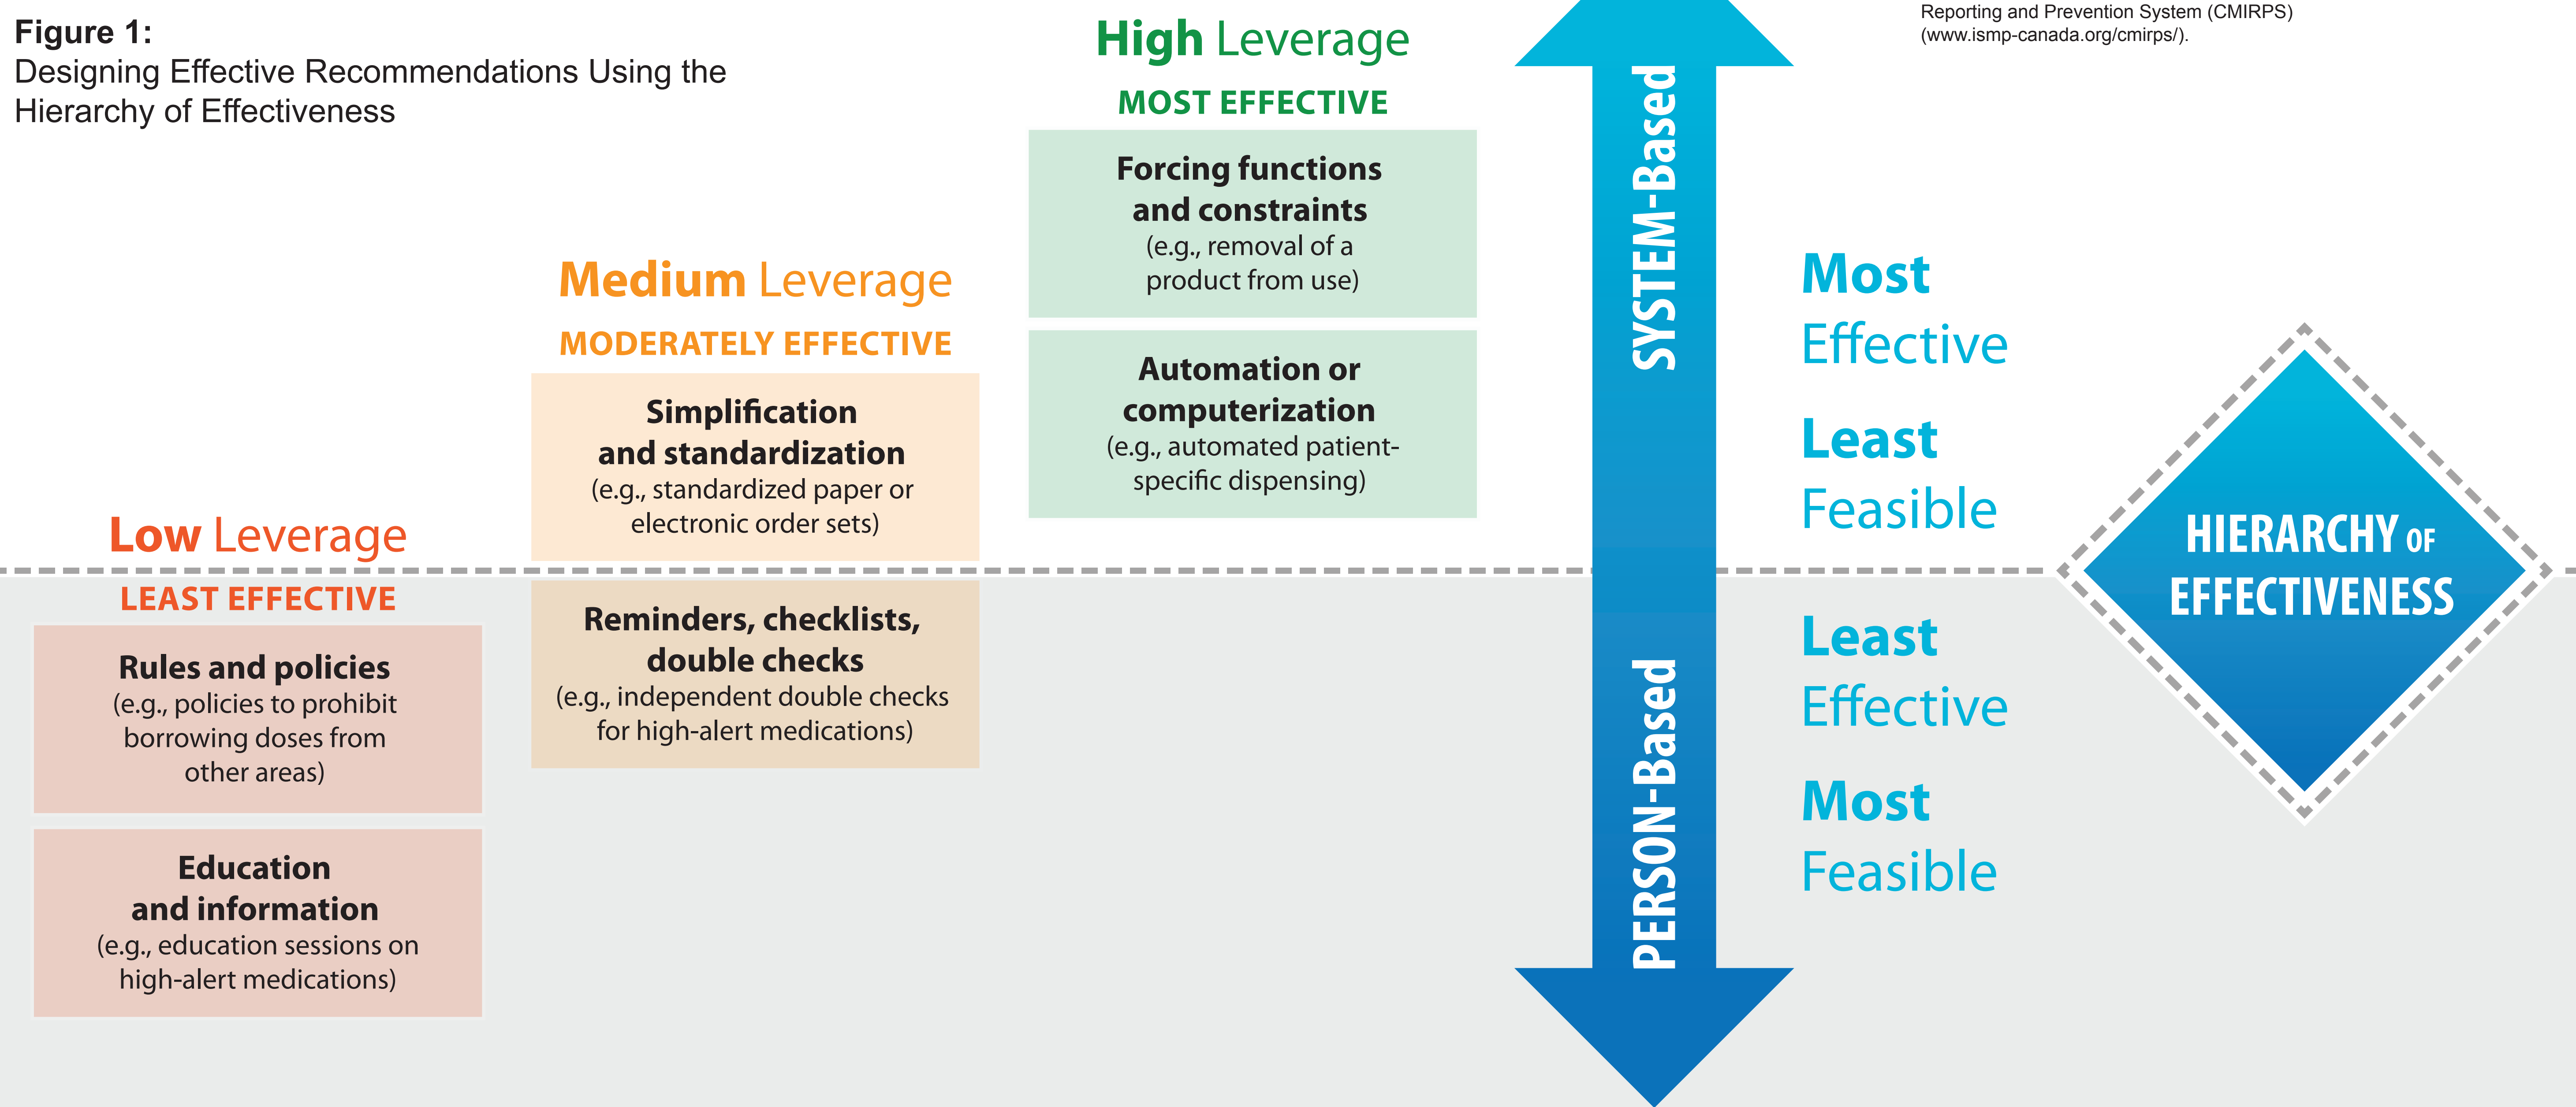 Figure 1:
Designing Effective Recommendations Using the
Hierarchy of Effectiveness
Reporting and Prevention System (CMIRPS)
(www.ismp-canada.org/cmirps/).
High Leverage
MOST EFFECTIVE
Forcing functions
and constraints
(e.g., removal of a
product from use)
Automation or
computerization
(e.g., automated patient-
specific dispensing)
Medium Leverage
MODERATELY EFFECTIVE
Simplification
and standardization
(e.g., standardized paper or
electronic order sets)
Reminders, checklists,
double checks
(e.g., independent double checks
for high-alert medications)
Low Leverage
LEAST EFFECTIVE
Rules and policies
(e.g., policies to prohibit
borrowing doses from
other areas)
Education
and information
(e.g., education sessions on
high-alert medications)
SYSTEM-Based
PERSON-Based
Most
Effective
Least
Feasible
Least
Effective
Most
Feasible
HIERARCHY OF
EFFECTIVENESS